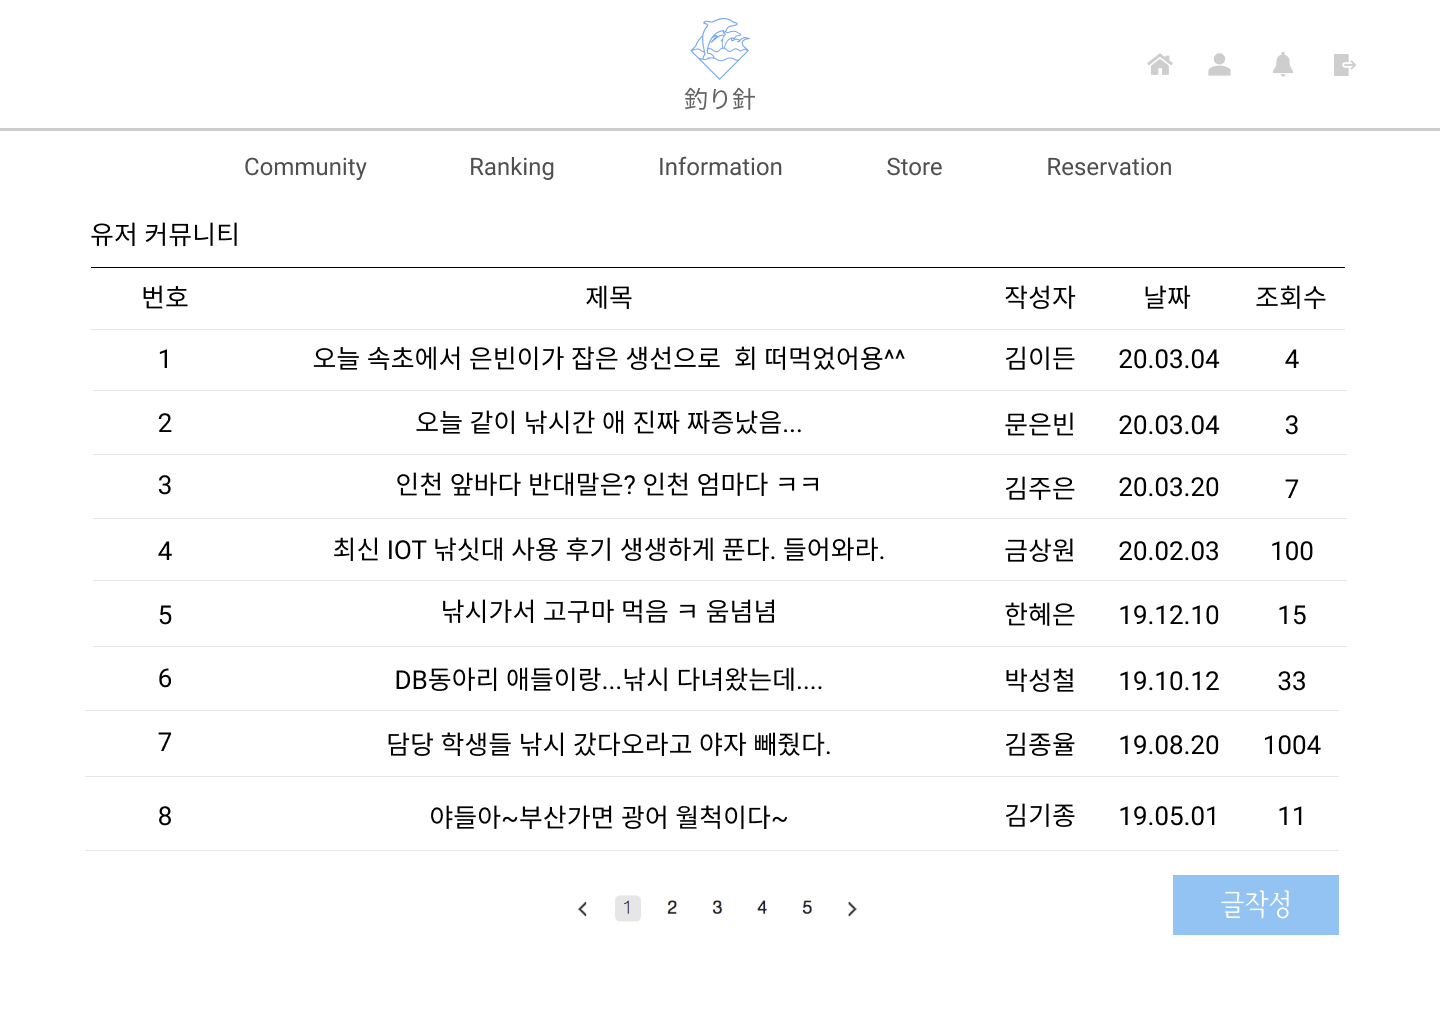 釣り針
Community Ranking Information Store Reservation
유저 커뮤니티
번호 제목 작성자 날짜 조회수
1 오늘 속초에서 은빈이가 잡은 생선으로 회 떠먹었어용^^ 김이든 20.03.04 4
2 오늘 같이 낚시간 애 진짜 짜증났음... 문은빈 20.03.04 3
3 인천 앞바다 반대말은? 인천 엄마다 ㅋㅋ 김주은 20.03.20 7
4 최신 IOT 낚싯대 사용 후기 생생하게 푼다. 들어와라. 금상원 20.02.03 100
5 낚시가서 고구마 먹음 ㅋ 움념념 한혜은 19.12.10 15
6 DB동아리 애들이랑...낚시 다녀왔는데.... 박성철 19.10.12 33
7 담당 학생들 낚시 갔다오라고 야자 빼줬다. 김종율 19.08.20 1004
8 야들아~부산가면 광어 월척이다~ 김기종 19.05.01 11
1 2 3 4 5
글작성